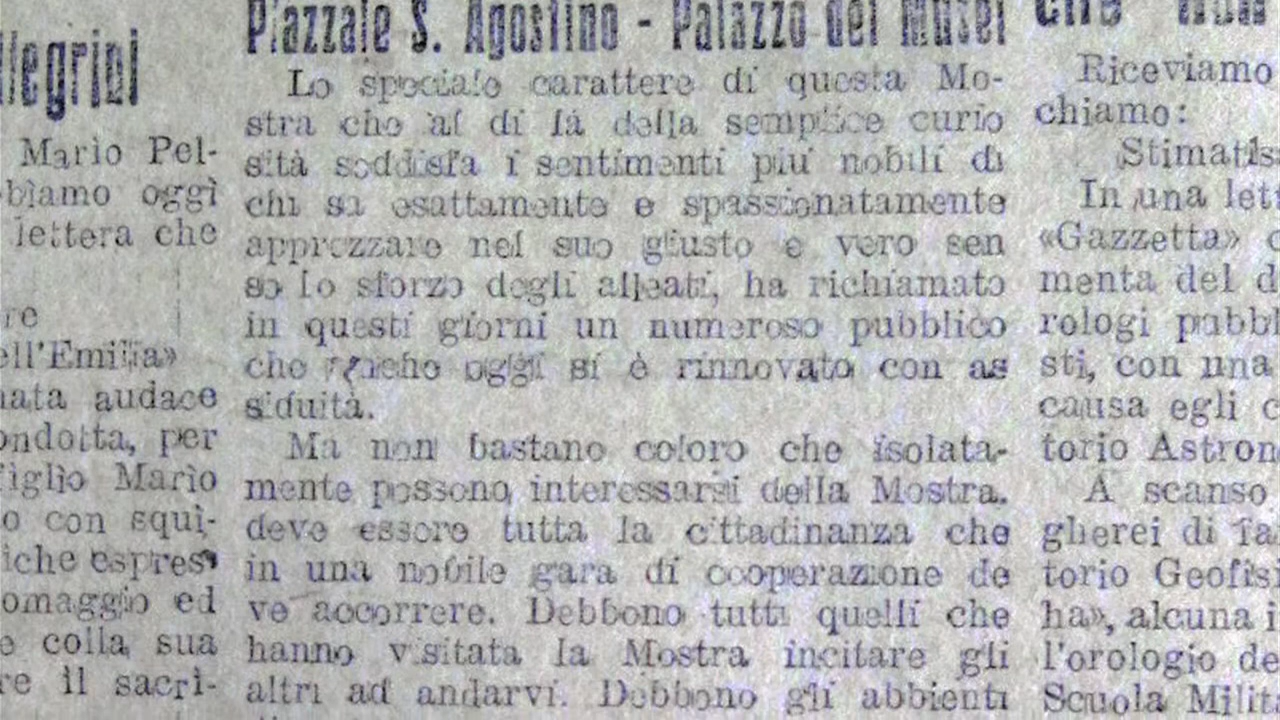 llegrini
Mario Pel-
bbiamo oggi
lettera che
re
ell'Emilia»
nata audace
ondotta, per
figlio Mario
o con squi-
iche espres
omaggio ed
e colla sua
re il sacri-
Piazzale S. Agostino - Palazzo dei Musei
Lo speciale carattere di questa Mo-
stra che al di là della semplice curio
sità soddisfa i sentimenti più nobili di
chi sa esattamente e spassionatamente
apprezzare nel suo giusto e vero sen
so lo sforzo degli alleati, ha richiamato
in questi giorni un numeroso pubblico
che anche oggi si è rinnovato con as
siduità.
Ma non bastano coloro che isolata-
mente possono interessarsi della Mostra.
deve essere tutta la cittadinanza che
in una nobile gara di cooperazione de
ve accorrere. Debbono tutti quelli che
hanno visitata la Mostra incitare gli
altri ad andarvi. Debbono gli abbienti
che non
Riceviamo
chiamo:
Stimatis
In una lett
«Gazzetta» c
menta del d
rologi pubbl
sti, con una
causa egli c
torio Astron
A scanso
gherei di fa
torio Geofisi
ha», alcuna i
l'orologio de
Scuola Milit